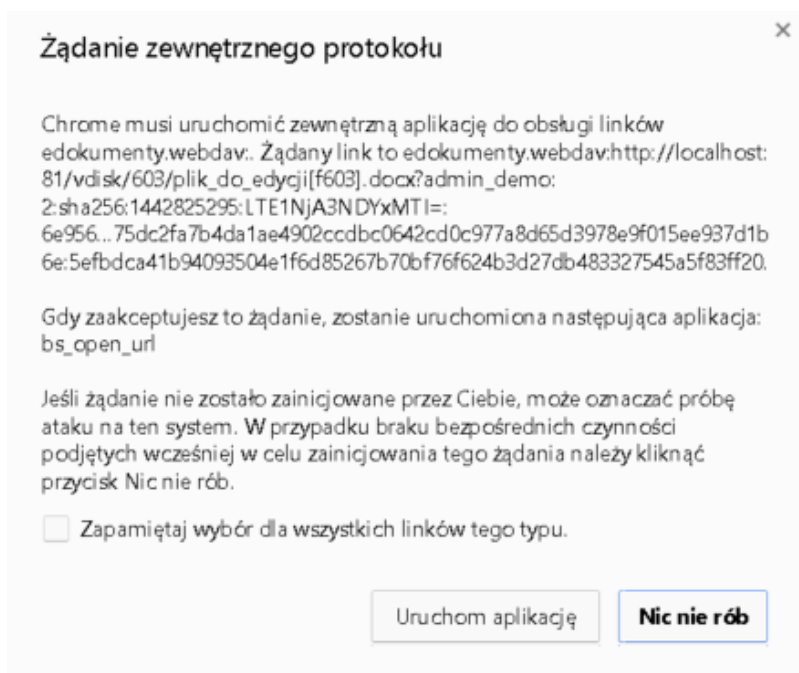 Żądanie zewnętrznego protokołu
Chrome musi uruchomić zewnętrzną aplikację do obsługi linków
edokumenty.webdav:. Żądany link to edokumenty.webdav:http://localhost:
81/vdisk/603/plik_do_edycji[f603].docx?admin_demo:
2:sha256:1442825295:LTE1NjA3NDYxMTI=:
6e956...75dc2fa7b4da1ae4902ccdbc0642cd0c977a8d65d3978e9f015ee937d1b
6e:5efbdca41b94093504e1f6d85267b70bf76f624b3d27db483327545a5f83ff20.
Gdy zaakceptujesz to żądanie, zostanie uruchomiona następująca aplikacja:
bs_open_url
Jeśli żądanie nie zostało zainicjowane przez Ciebie, może oznaczać próbę
ataku na ten system. W przypadku braku bezpośrednich czynności
podjętych wcześniej w celu zainicjowania tego żądania należy kliknąć
przycisk Nic nie rób.
Zapamiętaj wybór dla wszystkich linków tego typu.
Uruchom aplikację
Nic nie rób